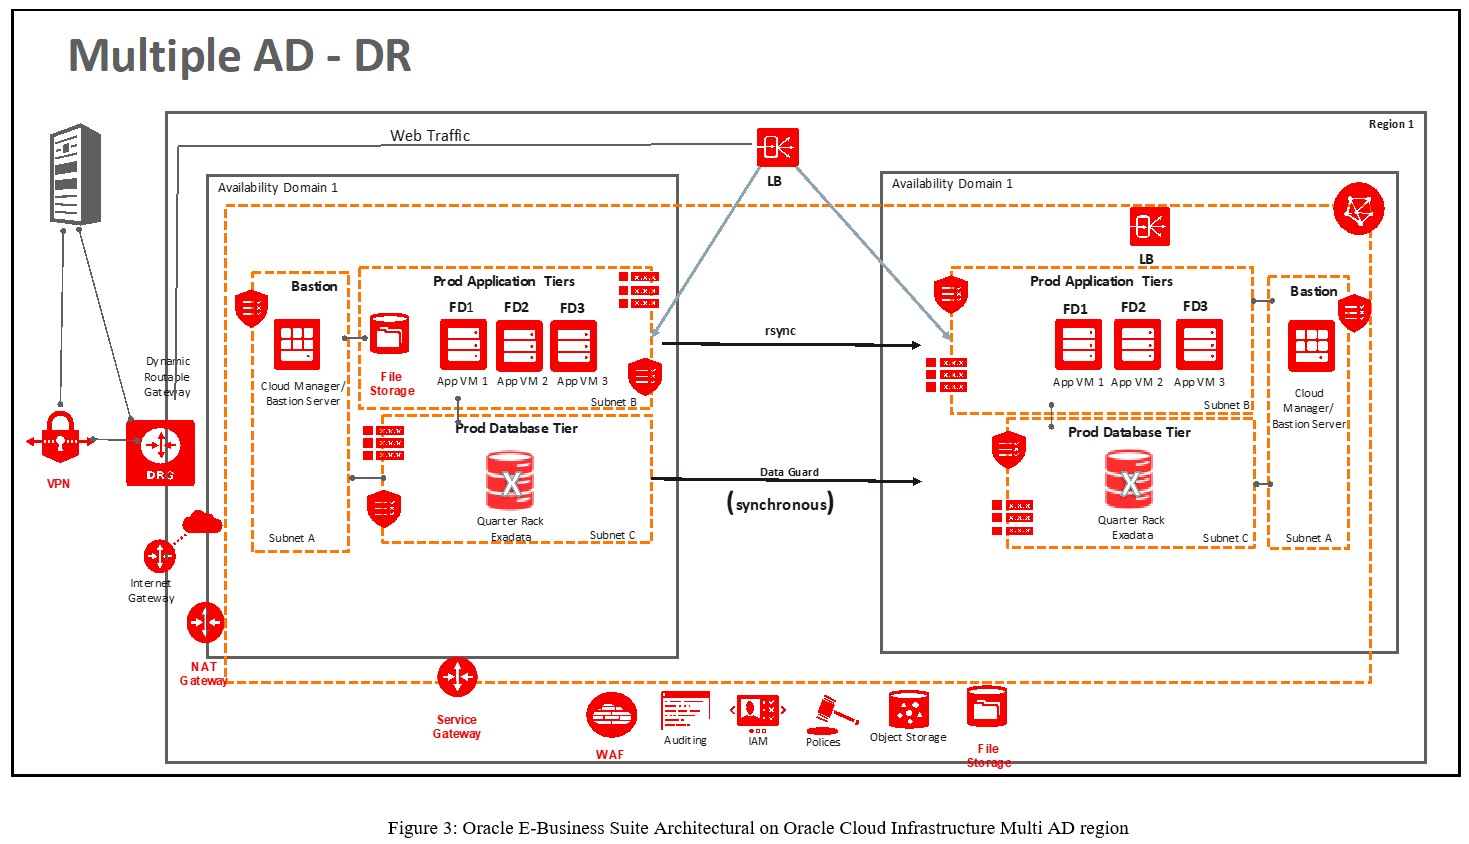 Multiple AD - DR
Region 1
Web Traffic
LB
Availability Domain 1
Bastion
Cloud Manager/
Bastion Server
Subnet A
Prod Application Tiers
FD1
FD2
FD3
File
Storage
App VM 1
App VM 2
App VM 3
Subnet B
Prod Database Tier
X
Quarter Rack
Exadata
Subnet C
rsync
Data Guard
(synchronous)
Availability Domain 1
LB
Prod Application Tiers
FD1
FD2
FD3
App VM 1
App VM 2
App VM 3
Subnet B
Prod Database Tier
X
Quarter Rack
Exadata
Subnet C
Bastion
Cloud
Manager/
Bastion Server
Subnet A
Dynamic
Routable
Gateway
DRG
VPN
Internet
Gateway
NAT
Gateway
Service
Gateway
WAF
Auditing
IAM
Polices
Object Storage
File
Storage
Figure 3: Oracle E-Business Suite Architectural on Oracle Cloud Infrastructure Multi AD region